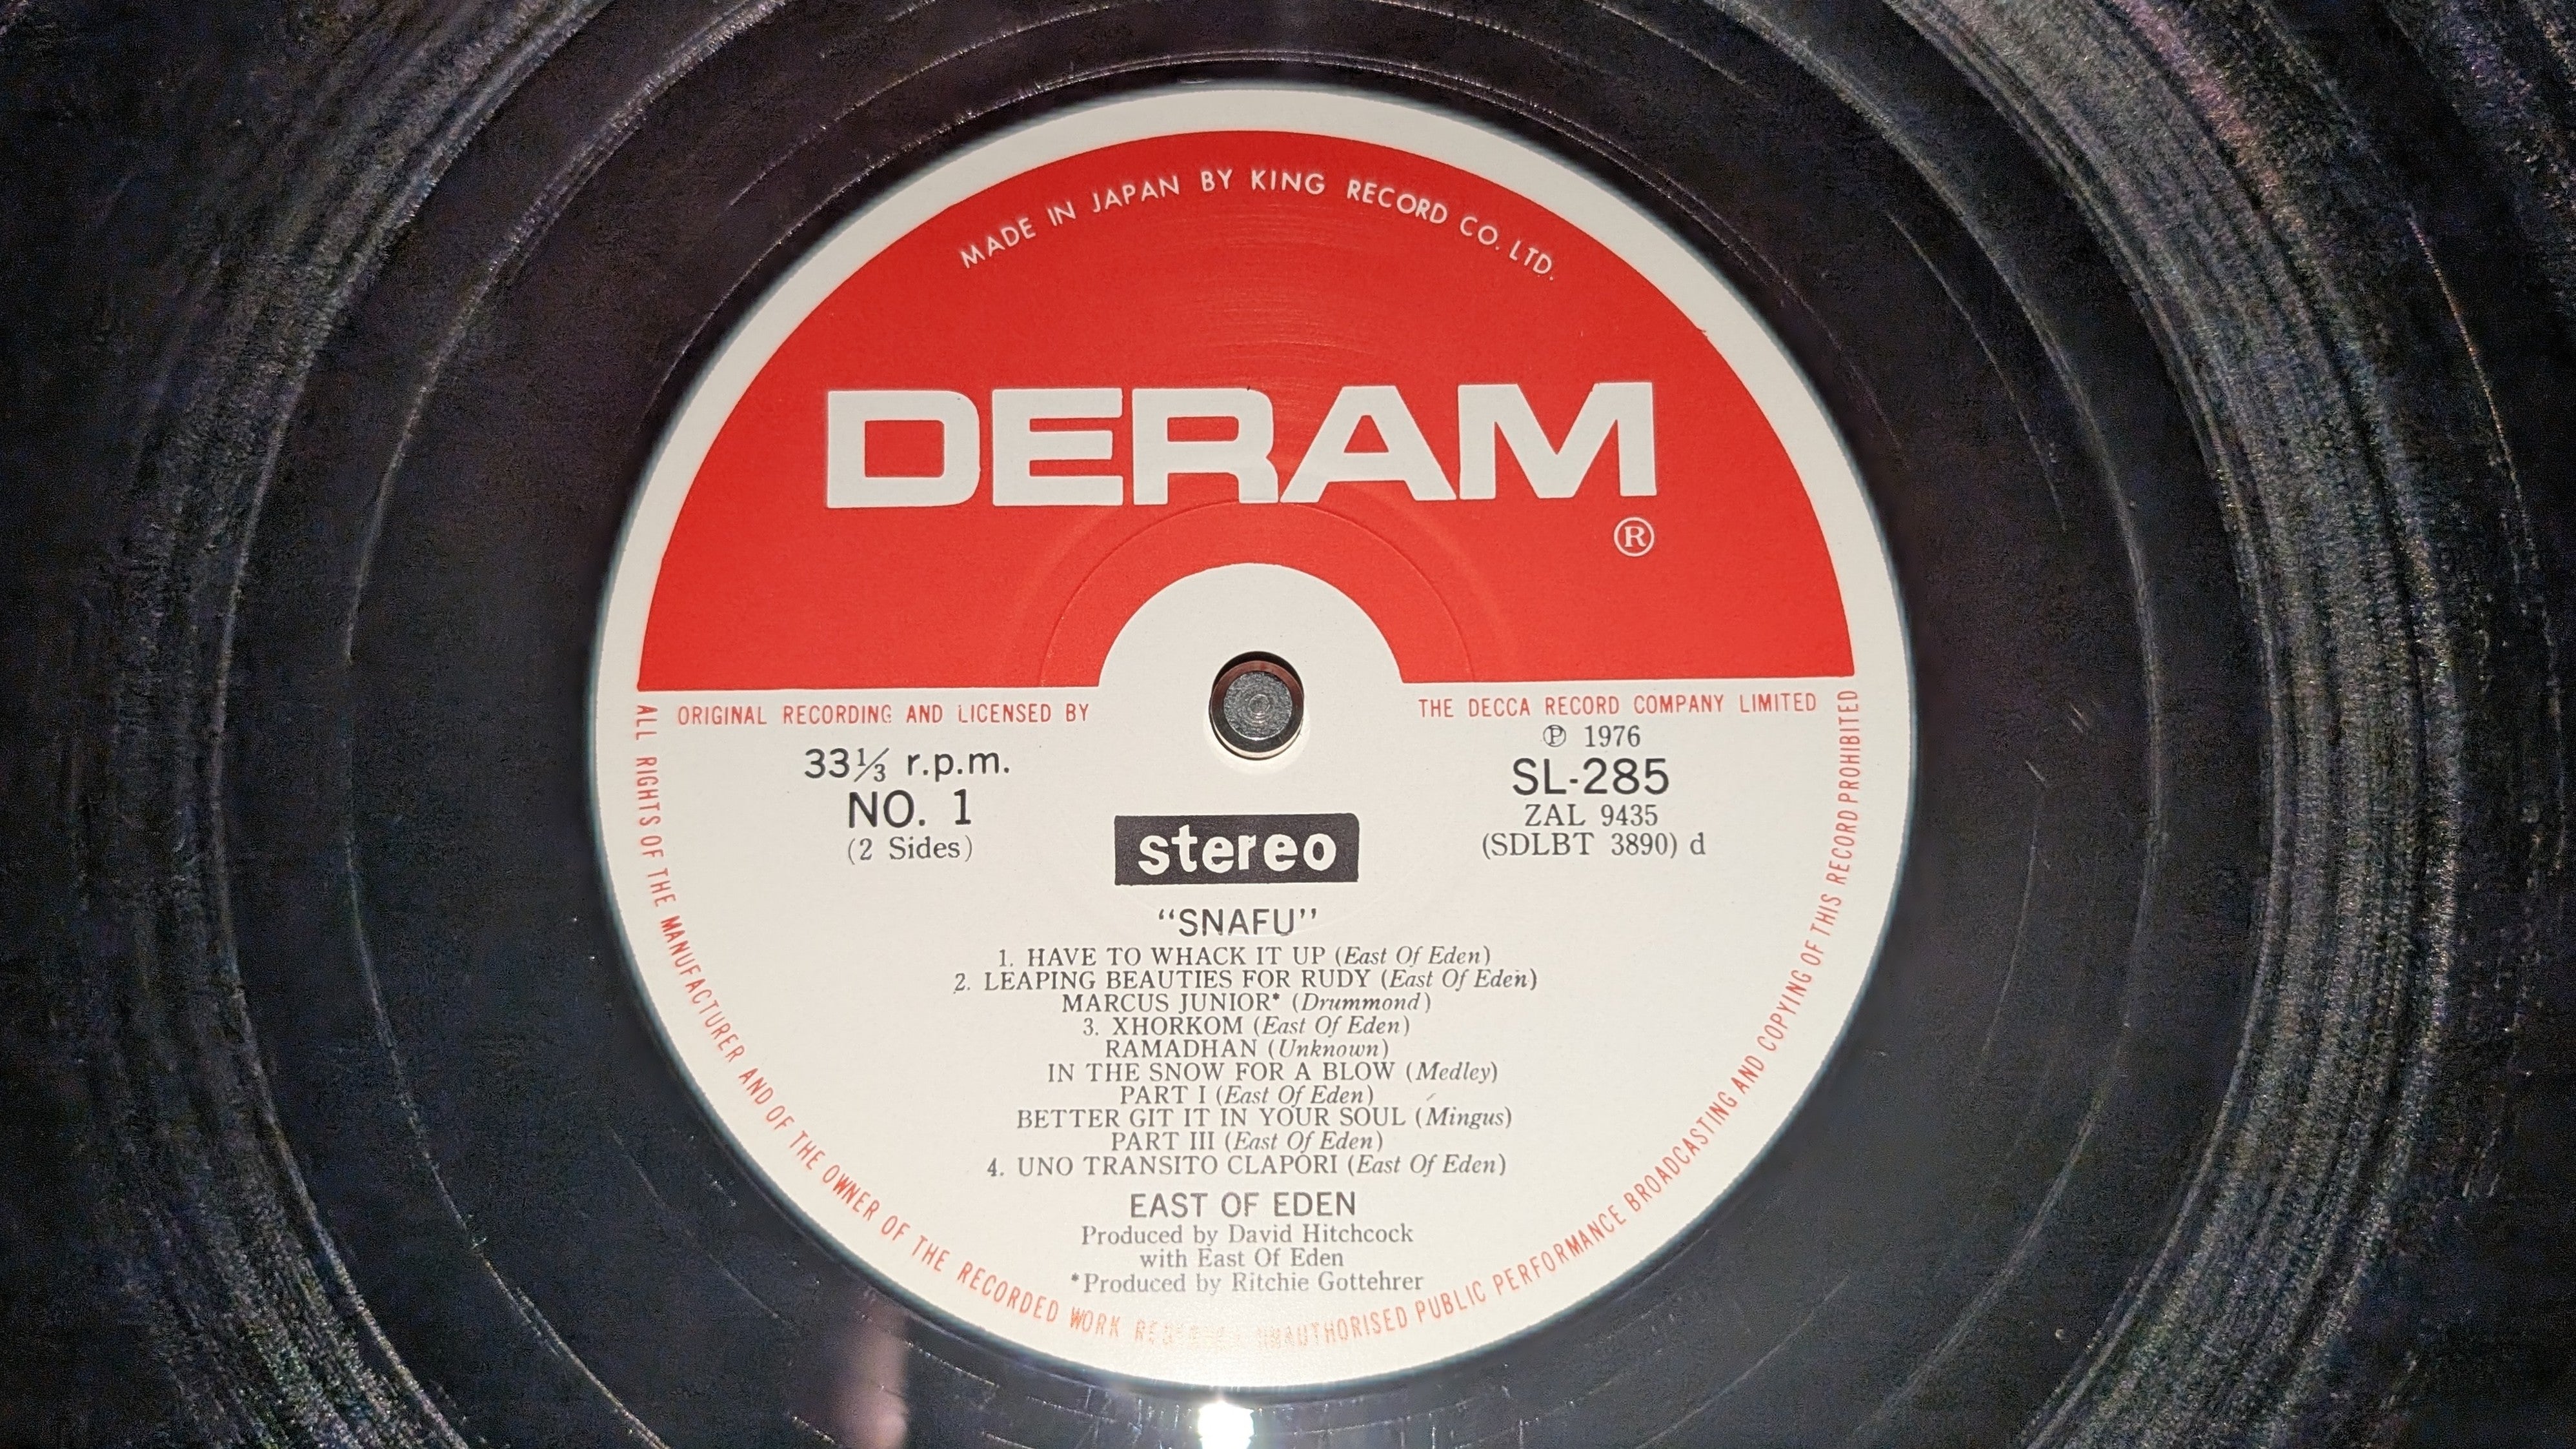 MADE IN JAPAN BY KING RECORD CO. LTD.
DERAM
®
ORIGINAL RECORDING AND LICENSED BY
THE DECCA RECORD COMPANY LIMITED
33⅓ r.p.m.
NO. 1
(2 Sides)
℗ 1976
SL-285
ZAL 9435
(SDLBT 3890) d
stereo
“SNAFU”
1. HAVE TO WHACK IT UP (East Of Eden)
2. LEAPING BEAUTIES FOR RUDY (East Of Eden)
MARCUS JUNIOR* (Drummond)
3. XHORKOM (East Of Eden)
RAMADHAN (Unknown)
IN THE SNOW FOR A BLOW (Medley)
PART I (East Of Eden)
BETTER GIT IT IN YOUR SOUL (Mingus)
PART III (East Of Eden)
4. UNO TRANSITO CLAPORI (East Of Eden)
EAST OF EDEN
Produced by David Hitchcock
with East Of Eden
*Produced by Ritchie Gottehrer
ALL RIGHTS OF THE MANUFACTURER AND OF THE OWNER OF THE RECORDED WORK UNAUTHORISED PUBLIC PERFORMANCE BROADCASTING AND COPYING OF THIS RECORD PROHIBITED